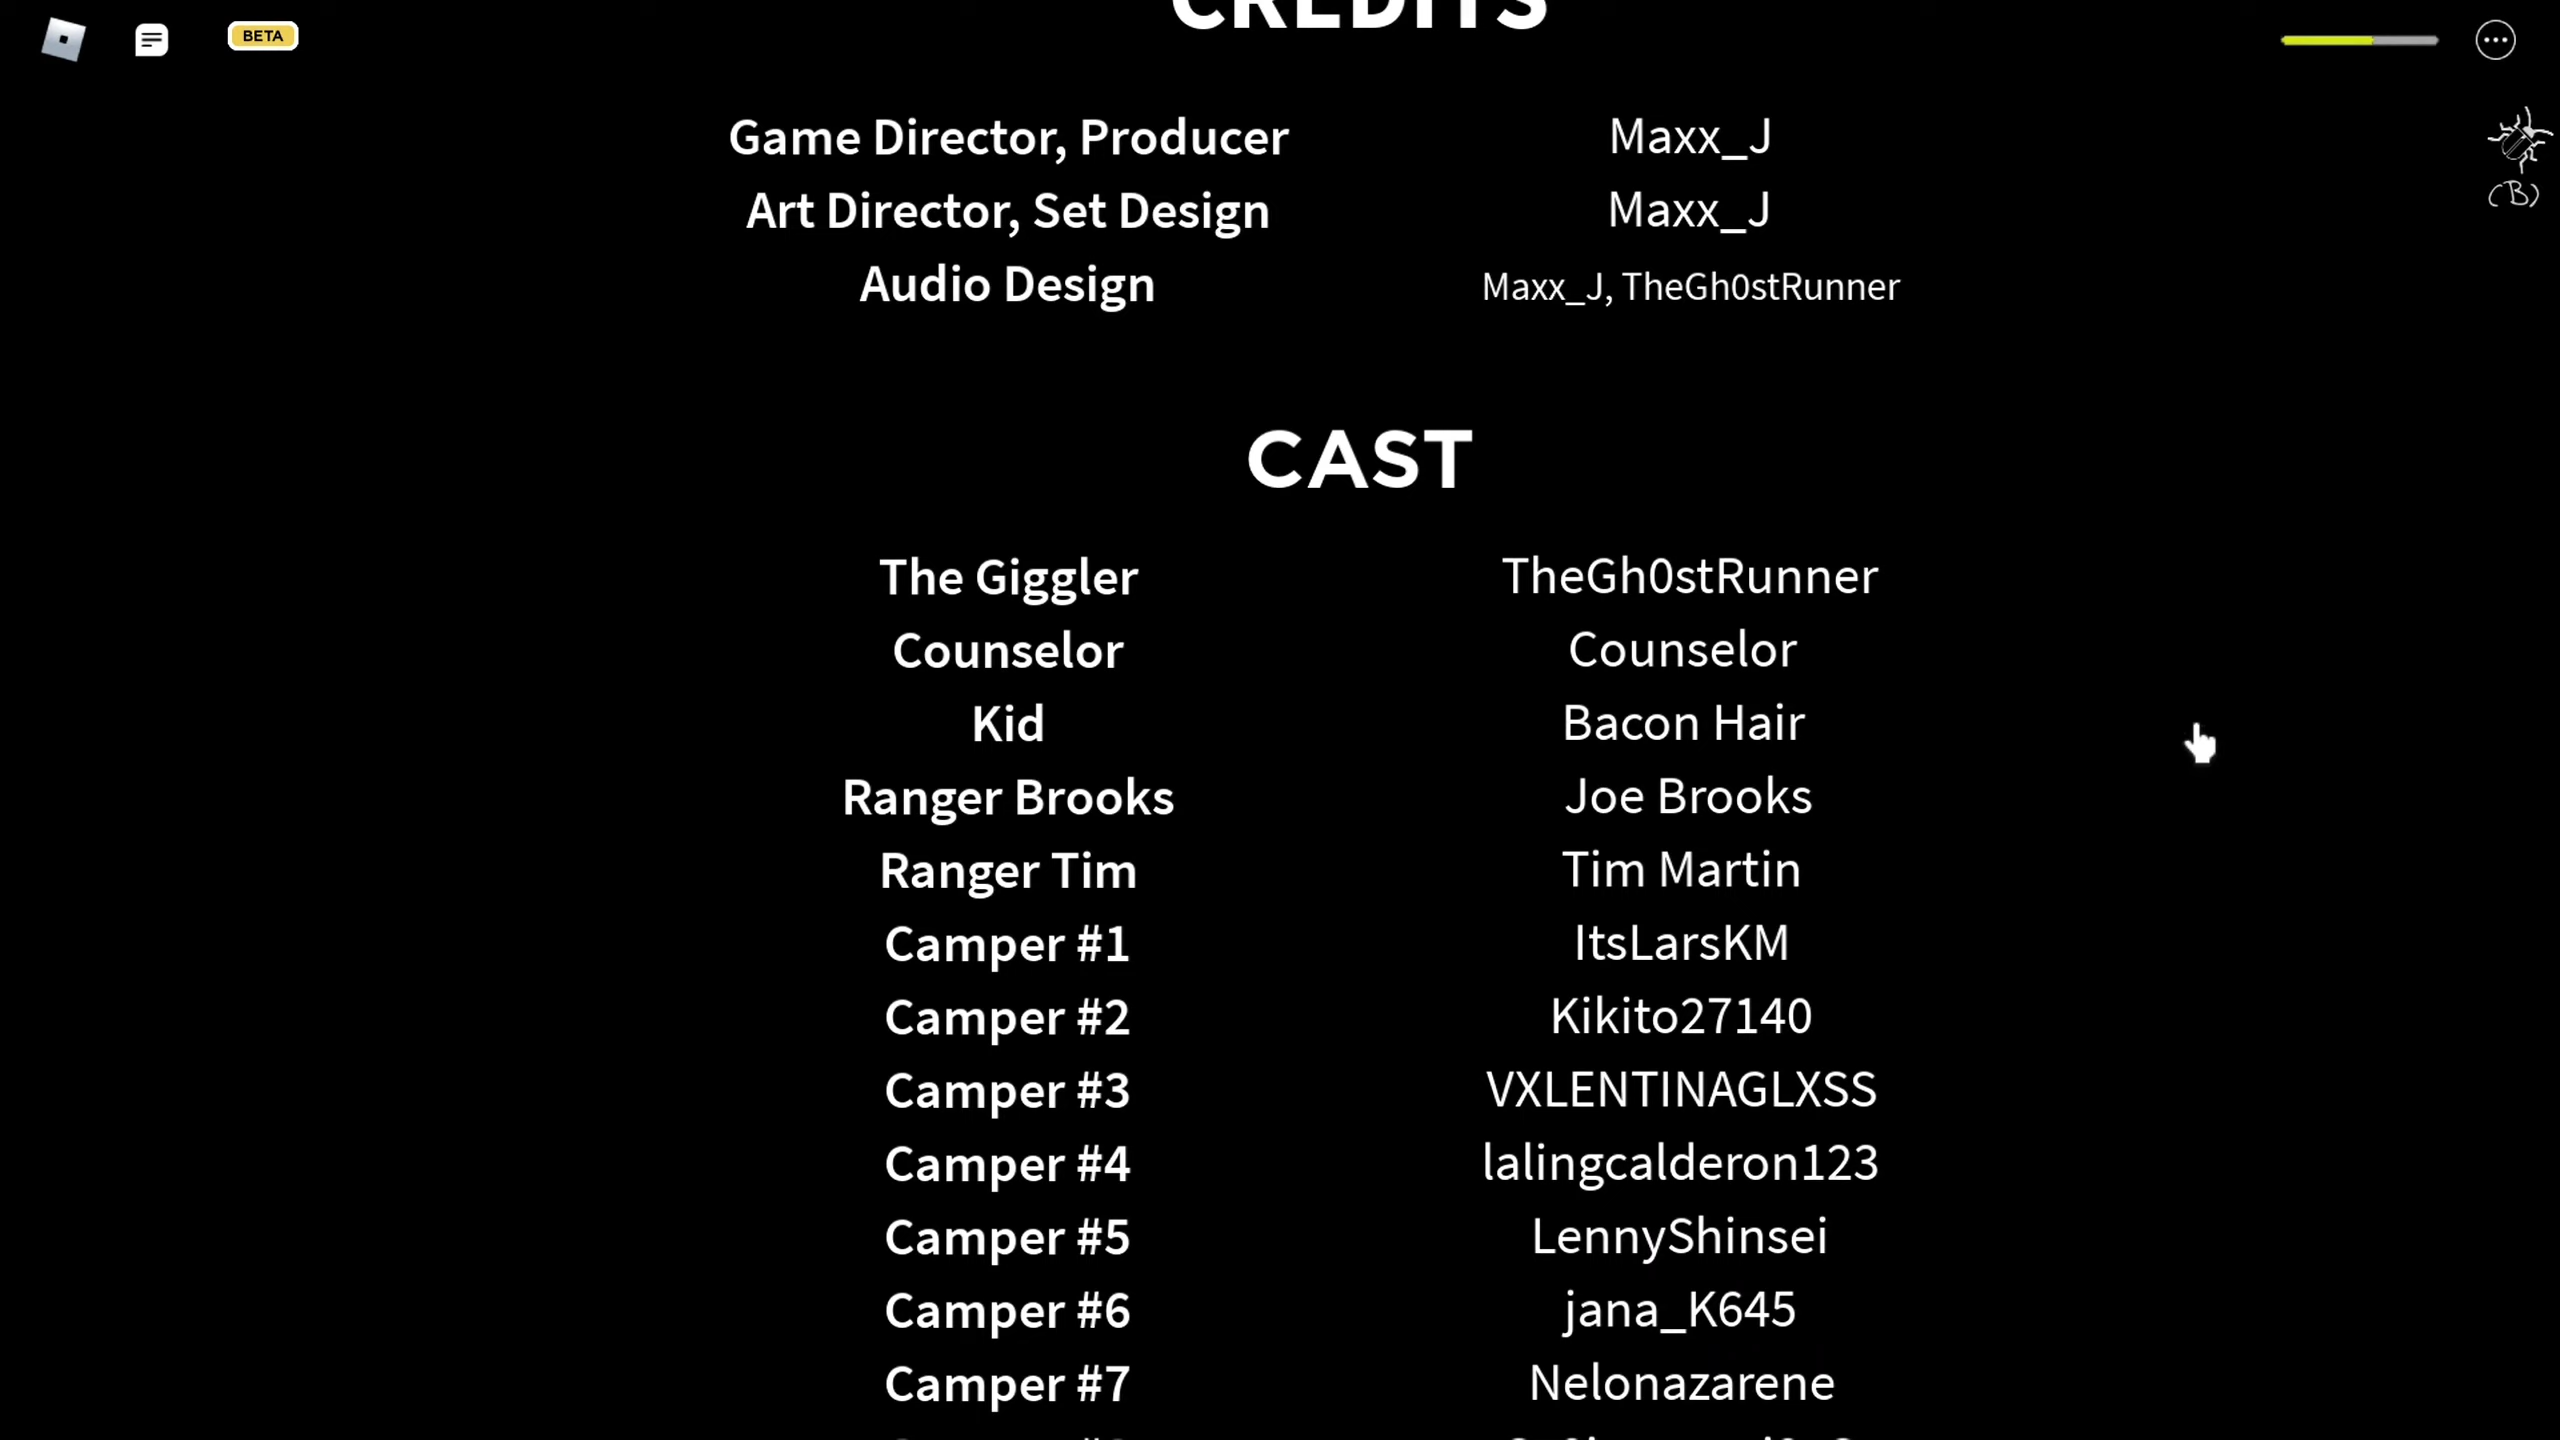 CREDITS
BETA
Game Director, Producer Maxx_J
Art Director, Set Design Maxx_J
(B)
Audio Design Maxx_J, TheGh0stRunner
CAST
The Giggler TheGh0stRunner
Counselor Counselor
Kid Bacon Hair
Ranger Brooks Joe Brooks
Ranger Tim Tim Martin
Camper #1 ItsLarsKM
Camper #2 Kikito27140
Camper #3 VXLENTINAGLXSS
Camper #4 lalingcalderon123
Camper #5 LennyShinsei
Camper #6 jana_K645
Camper #7 Nelonazarene